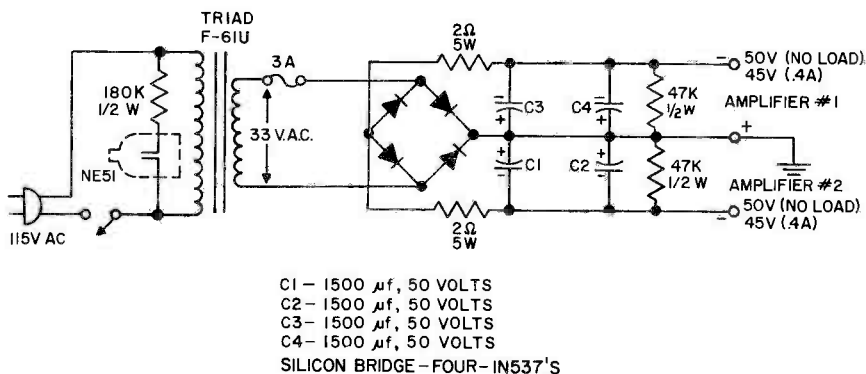 TRIAD
F-61U
180K
1/2 W
NE51
115V AC
3 A
33 V.A.C.
2Ω
5W
C3
C4
C1
C2
2Ω
5W
47K
½W
47K
1/2 W
50V (NO LOAD)
45V (.4A)
AMPLIFIER #1
AMPLIFIER #2
50V (NO LOAD)
45V (.4A)
C1 – 1500 µf, 50 VOLTS
C2 – 1500 µf, 50 VOLTS
C3 – 1500 µf, 50 VOLTS
C4 – 1500 µf, 50 VOLTS
SILICON BRIDGE – FOUR – IN537'S